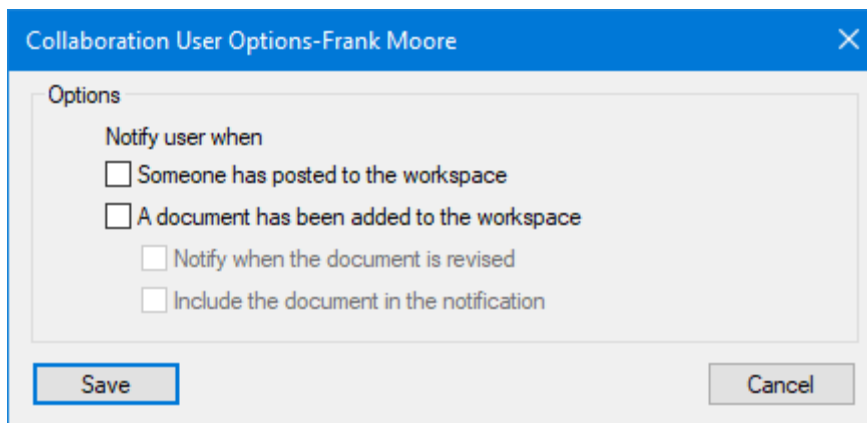 Collaboration User Options-Frank Moore
Options
Notify user when
Someone has posted to the workspace
A document has been added to the workspace
Notify when the document is revised
Include the document in the notification
Save
Cancel